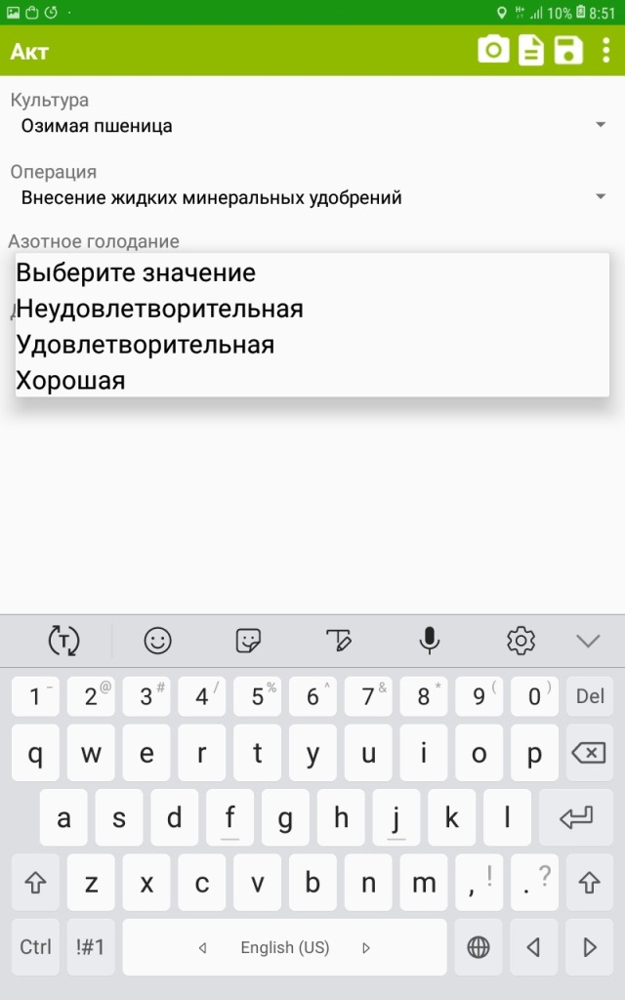 10% 8:51
Акт
Культура
Озимая пшеница
Операция
Внесение жидких минеральных удобрений
Азотное голодание
Выберите значение
Неудовлетворительная
Удовлетворительная
Хорошая
1 - 2 @ 3 # 4 / 5 % 6 ^ 7 & 8 * 9 ( 0 ) Del
q w e r t y u i o p
a s d f g h j k l
z x c v b n m , ! . ?
Ctrl !#1 English (US)